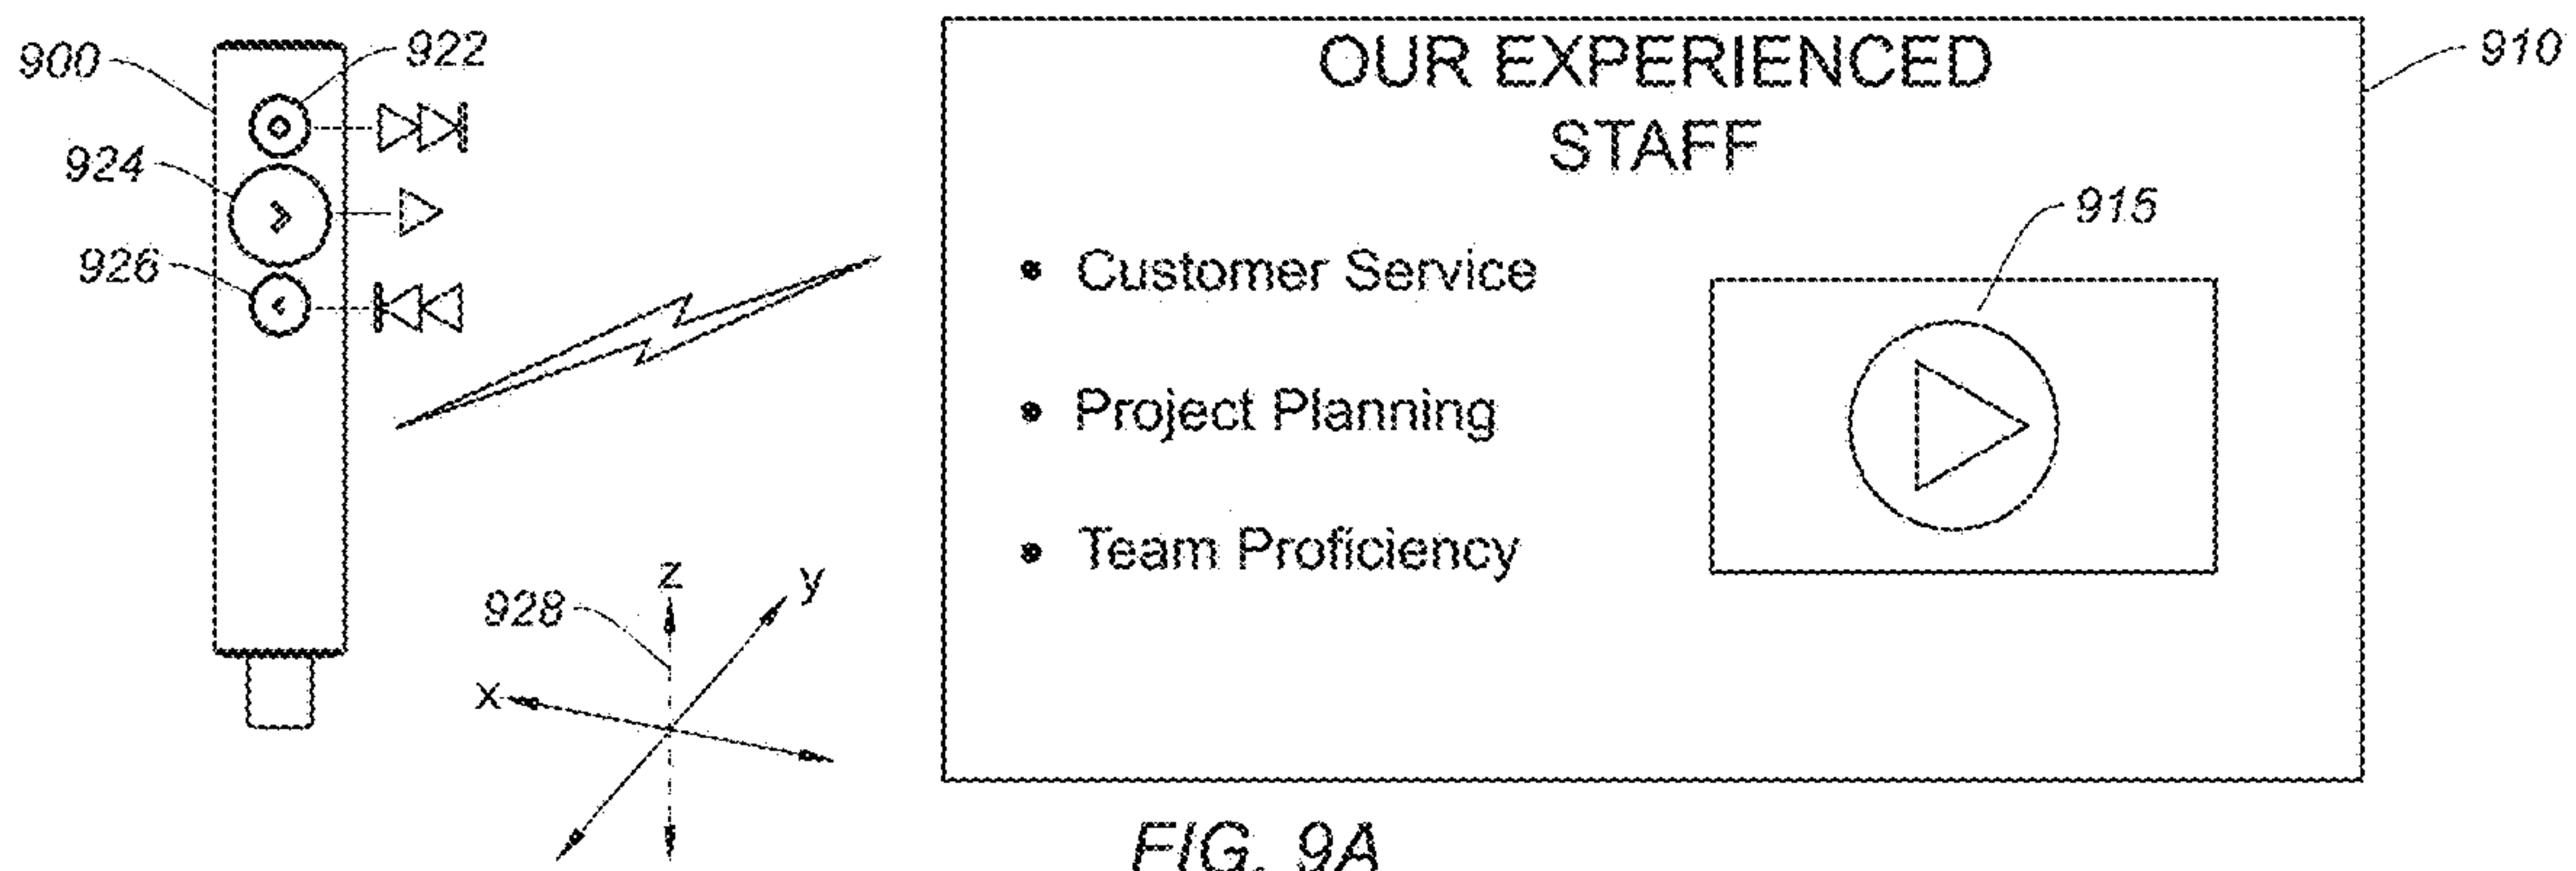 900
922
924
926
OUR EXPERIENCED
STAFF
910
915
• Customer Service
• Project Planning
• Team Proficiency
928
z
y
x
FIG. 9A